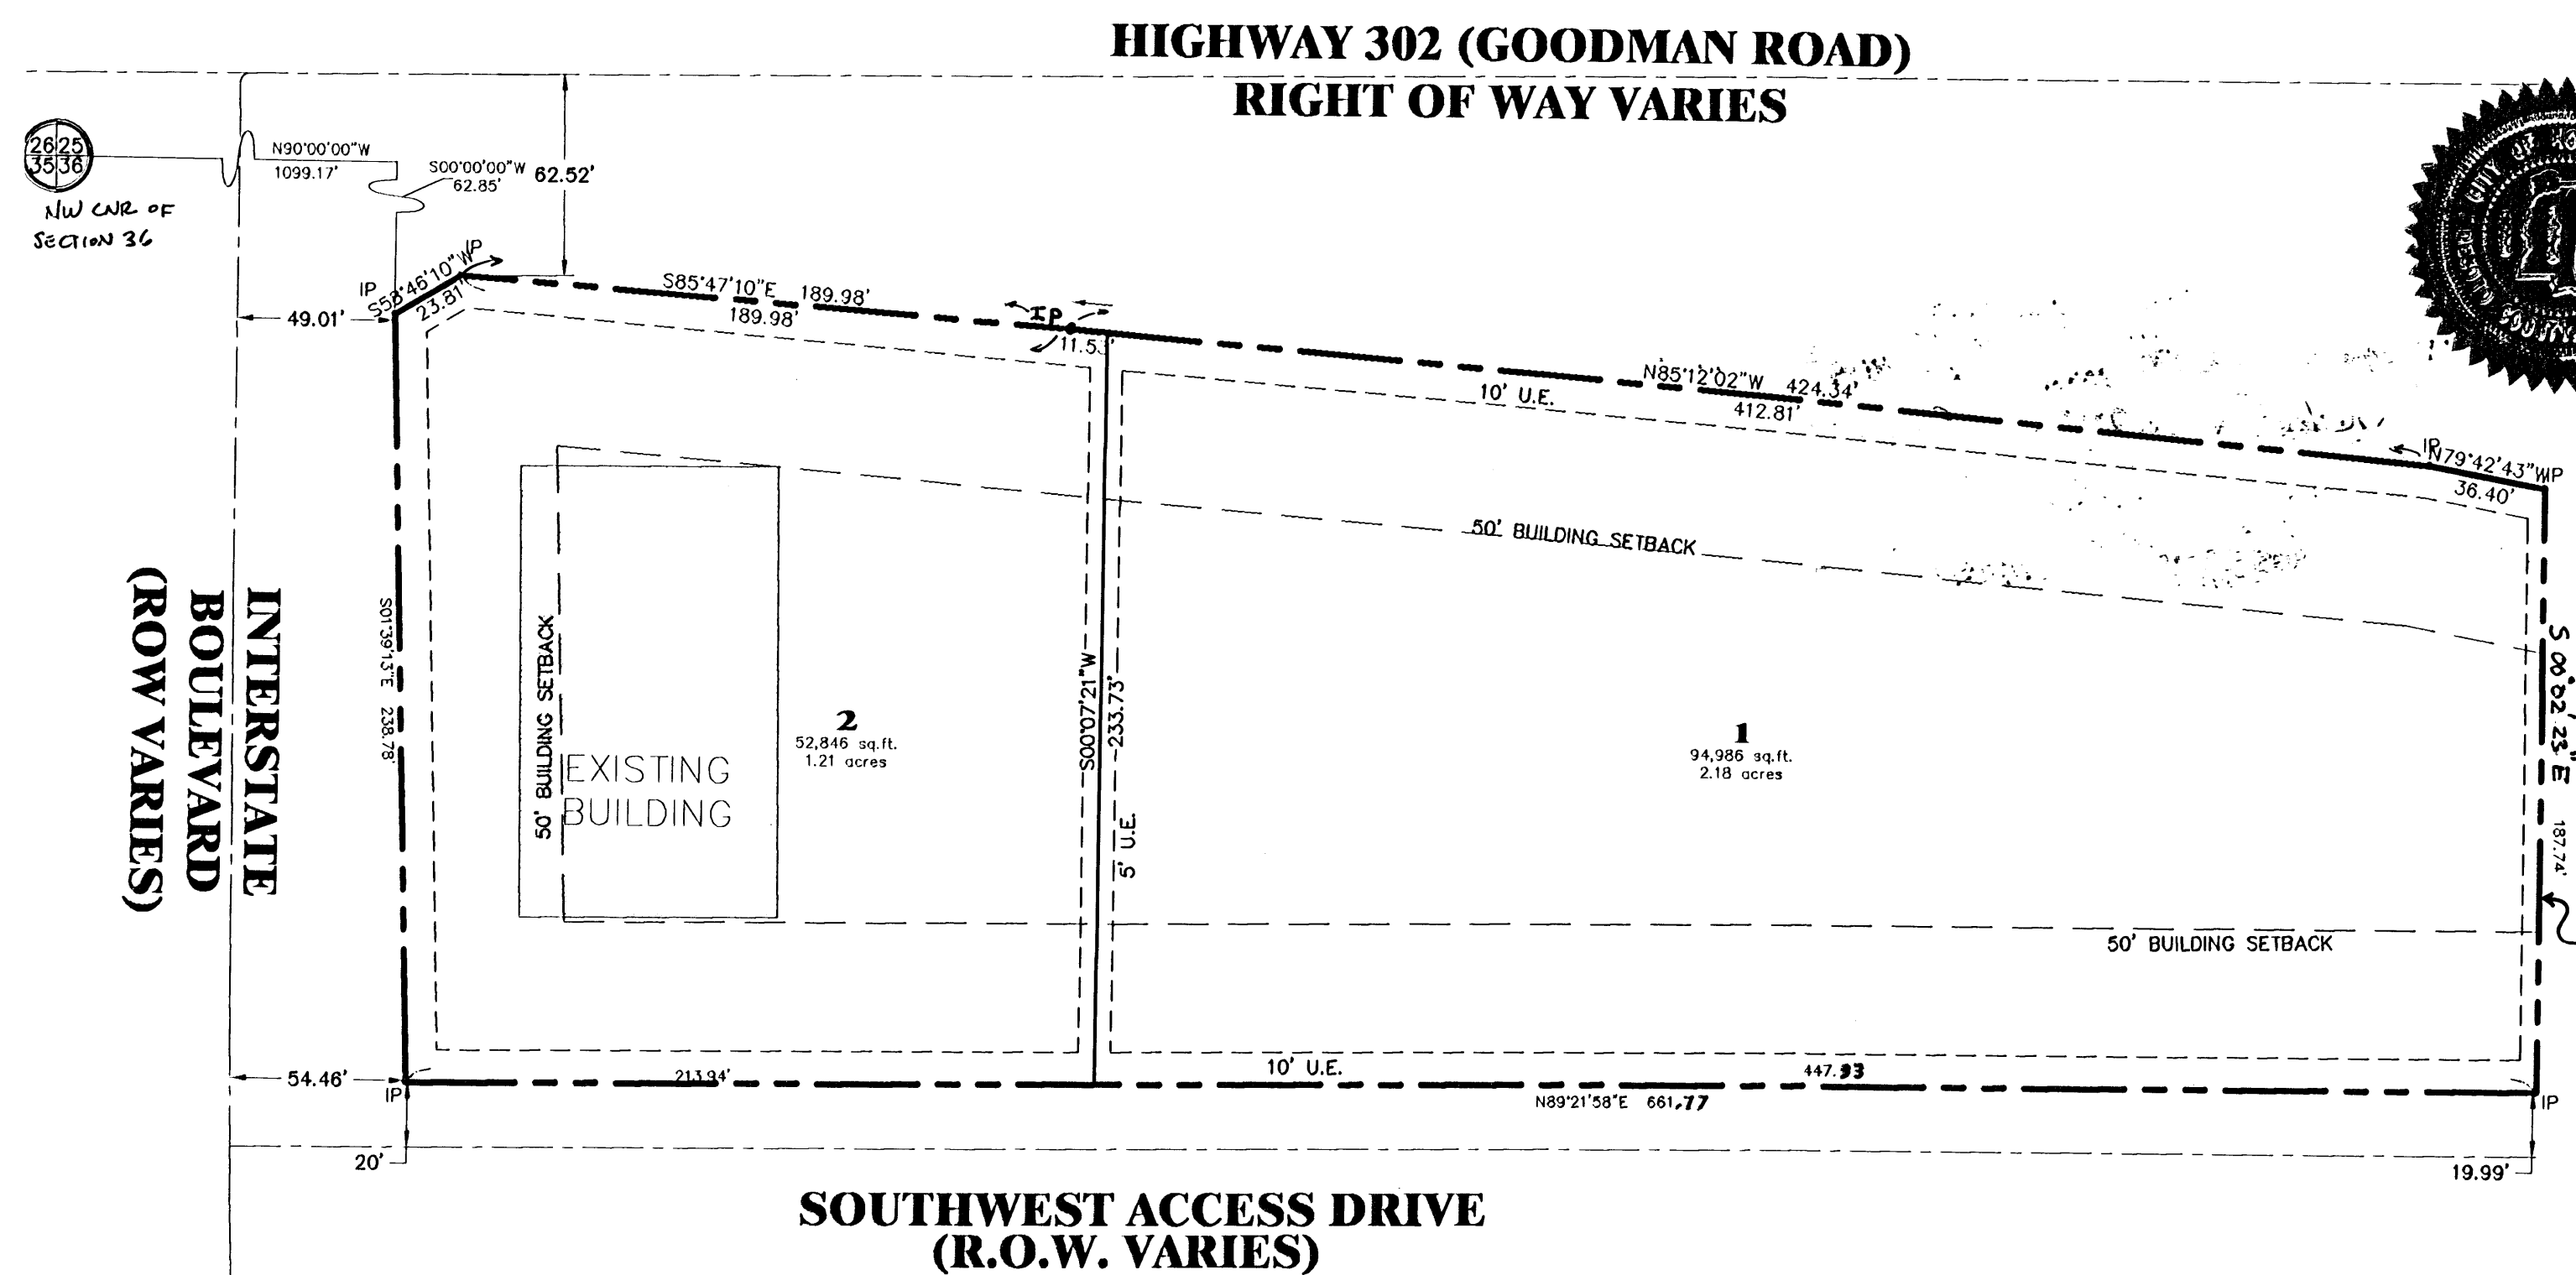 HIGHWAY 302 (GOODMAN ROAD)
RIGHT OF WAY VARIES
26 25
35 36
NW CNR OF
SECTION 36
N90°00'00"W
1099.17'
S00°00'00"W
62.85'
62.52'
IP
IP
S58°46'10"W
23.81'
49.01'
S85°47'10"E 189.98'
189.98'
IP
11.53'
N85°12'02"W 424.34'
412.81'
10' U.E.
IP
N79°42'43"W
IP
36.40'
50' BUILDING SETBACK
INTERSTATE
BOULEVARD
(ROW VARIES)
S01°39'13"E 238.78'
50' BUILDING SETBACK
EXISTING
BUILDING
2
52,846 sq.ft.
1.21 acres
S00°07'21"W
233.73'
5' U.E.
1
94,986 sq.ft.
2.18 acres
S 00°02'23"E 187.74'
50' BUILDING SETBACK
54.46'
IP
213.94'
10' U.E.
447.93
N89°21'58"E 661.77
IP
20'
19.99'
SOUTHWEST ACCESS DRIVE
(R.O.W. VARIES)